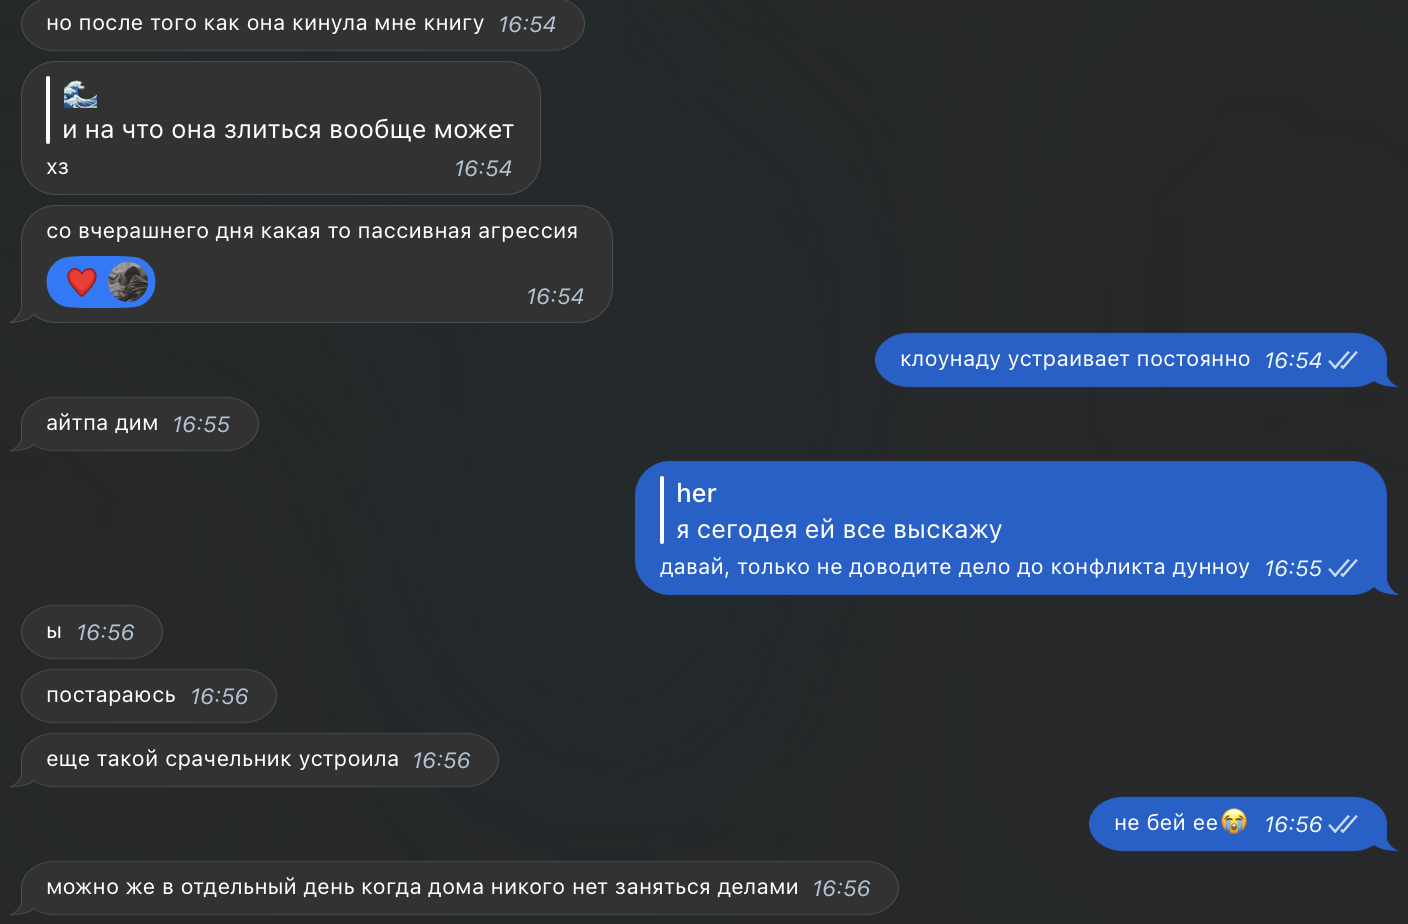 но после того как она кинула мне книгу 16:54
🌊
и на что она злиться вообще может
хз 16:54
со вчерашнего дня какая то пассивная агрессия
❤️ 16:54
клоунаду устраивает постоянно 16:54
айтпа дим 16:55
her
я сегодея ей все выскажу
давай, только не доводите дело до конфликта дунноу 16:55
ы 16:56
постараюсь 16:56
еще такой срачельник устроила 16:56
не бей ее😭 16:56
можно же в отдельный день когда дома никого нет заняться делами 16:56